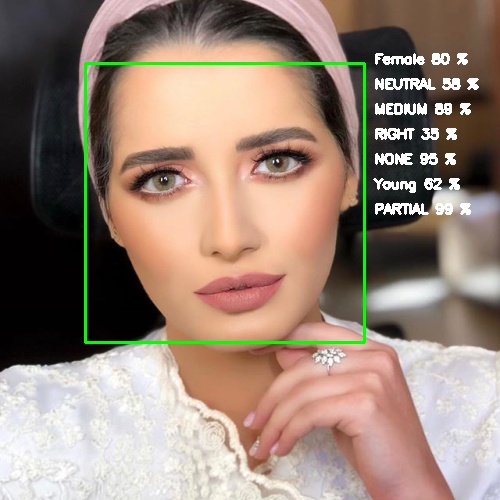 Female 80 %
NEUTRAL 58 %
MEDIUM 89 %
RIGHT 35 %
NONE 95 %
Young 62 %
PARTIAL 99 %